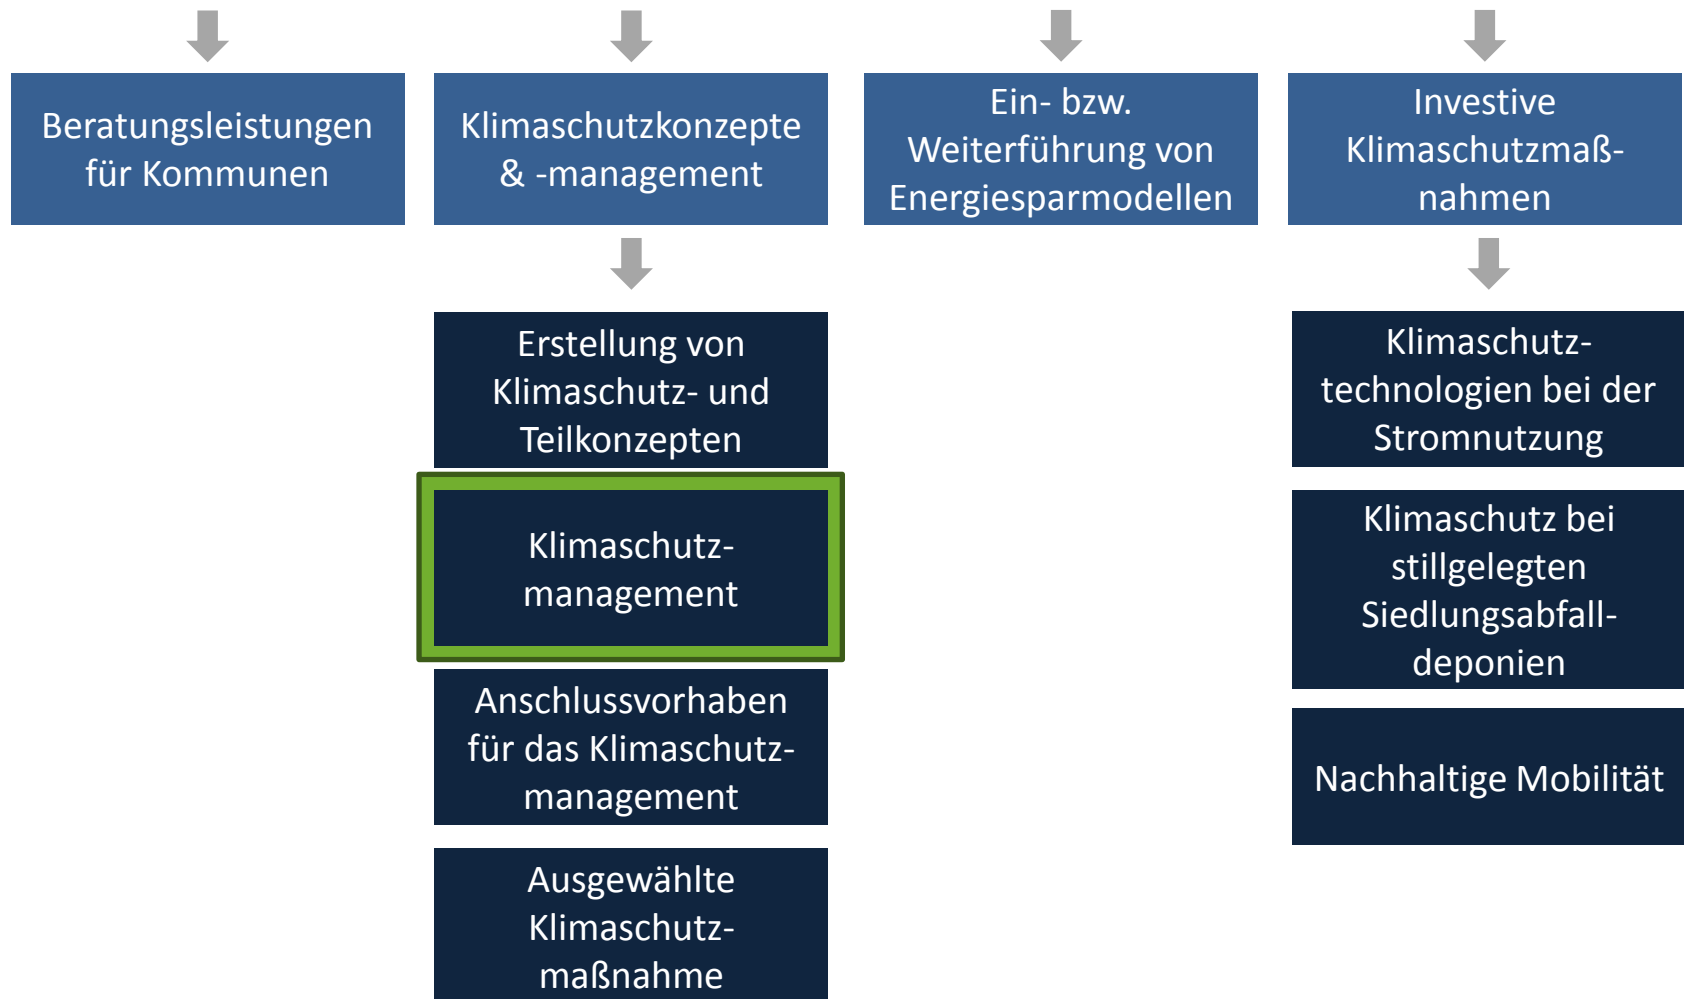 Beratungsleistungen
für Kommunen
Klimaschutzkonzepte
& -management
Ein- bzw.
Weiterführung von
Energiesparmodellen
Investive
Klimaschutzmaß-
nahmen
Erstellung von
Klimaschutz- und
Teilkonzepten
Klimaschutz-
management
Anschlussvorhaben
für das Klimaschutz-
management
Ausgewählte
Klimaschutz-
maßnahme
Klimaschutz-
technologien bei der
Stromnutzung
Klimaschutz bei
stillgelegten
Siedlungsabfall-
deponien
Nachhaltige Mobilität